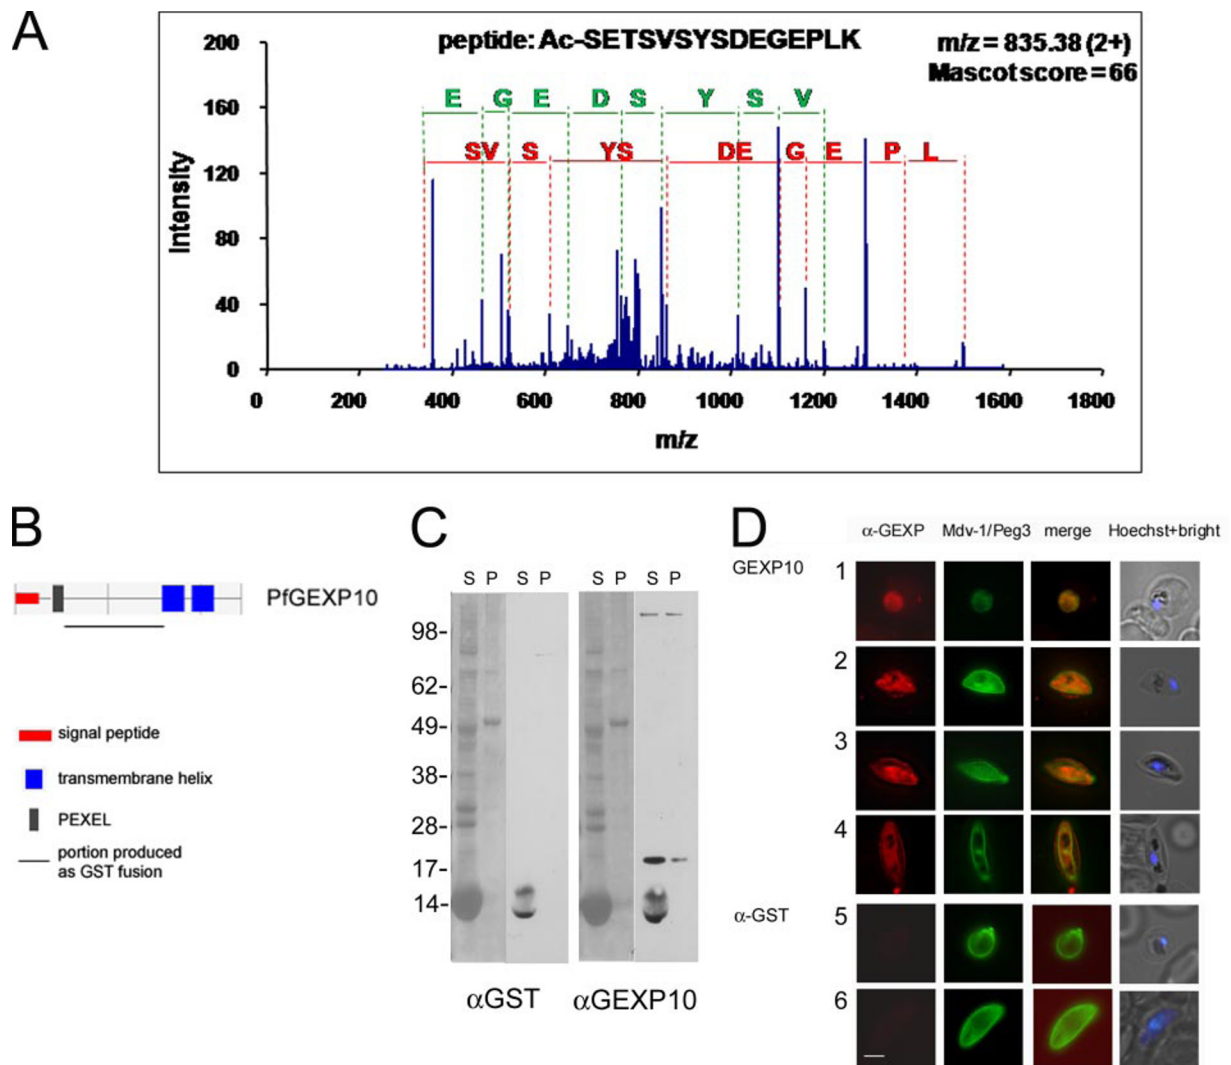 A
peptide: Ac-SETSVSYSDEGEPLK
m/z = 835.38 (2+)
Mascot score = 66
E G E D S Y S V
SV S YS DE G E P L
Intensity
200
160
120
80
40
0
0 200 400 600 800 1000 1200 1400 1600 1800
m/z
B
PfGEXP10
signal peptide
transmembrane helix
PEXEL
portion produced
as GST fusion
C
S P S P S P S P
98-
62-
49-
38-
28-
17-
14-
αGST αGEXP10
D
α-GEXP Mdv-1/Peg3 merge Hoechst+bright
GEXP10
1
2
3
4
α-GST
5
6